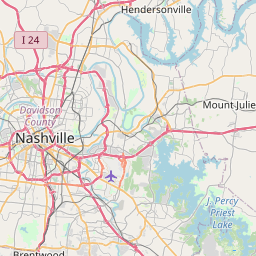 Hendersonville
I 24
Mount Julie
Davidson
County
Nashville
J. Percy
Priest
Lake
Brentwood